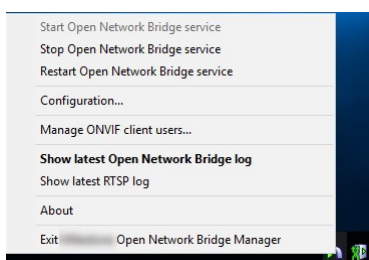 Start Open Network Bridge service
Stop Open Network Bridge service
Restart Open Network Bridge service
Configuration...
Manage ONVIF client users...
Show latest Open Network Bridge log
Show latest RTSP log
About
Exit Open Network Bridge Manager